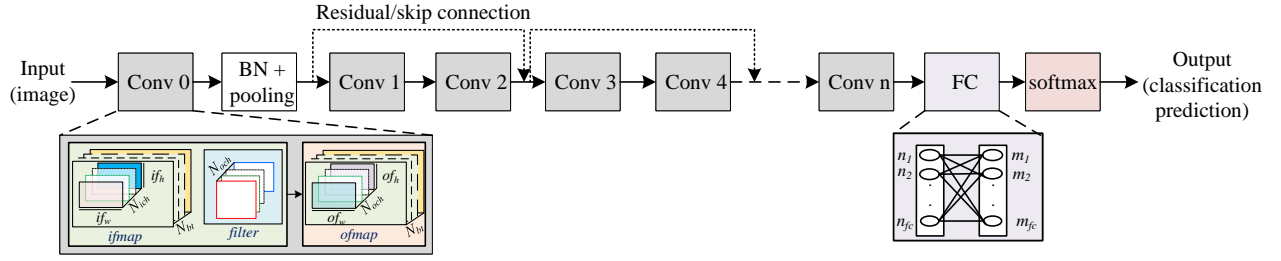 Residual/skip connection
Input
(image)
Conv 0
BN +
pooling
Conv 1
Conv 2
Conv 3
Conv 4
Conv n
FC
softmax
Output
(classification
prediction)
if_h
N_ich
if_w
N_bt
ifmap
N_och
filter
of_h
N_och
of_w
N_bt
ofmap
n_1
n_2
.
n_fc
m_1
m_2
.
m_fc